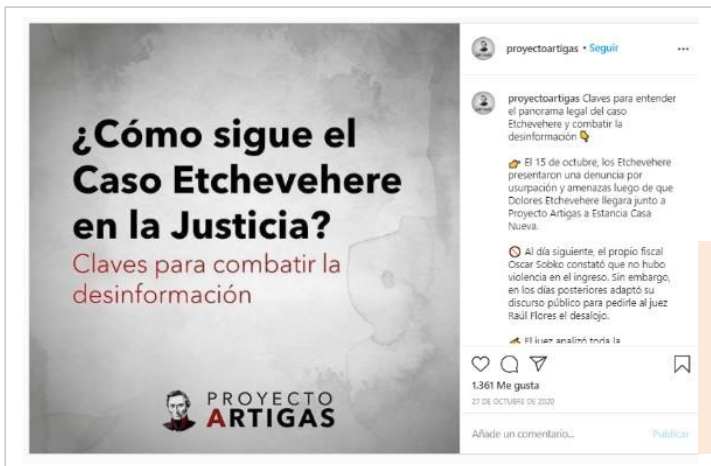 ¿Cómo sigue el
Caso Etchevehere
en la Justicia?
Claves para combatir la
desinformación
PROYECTO
ARTIGAS
proyectoartigas • Seguir
proyectoartigas Claves para entender
el panorama legal del caso
Etchevehere y combatir la
desinformación
El 15 de octubre, los Etchevehere
presentaron una denuncia por
usurpación y amenazas luego de que
Dolores Etchevehere llegara junto a
Proyecto Artigas a Estancia Casa
Nueva.
Al día siguiente, el propio fiscal
Oscar Sobko constató que no hubo
violencia en el ingreso. Sin embargo,
en los días posteriores adaptó su
discurso público para pedirle al juez
Raúl Flores el desalojo.
El juez analizó toda la
1.361 Me gusta
27 DE OCTUBRE DE 2020
Añade un comentario...
Publicar